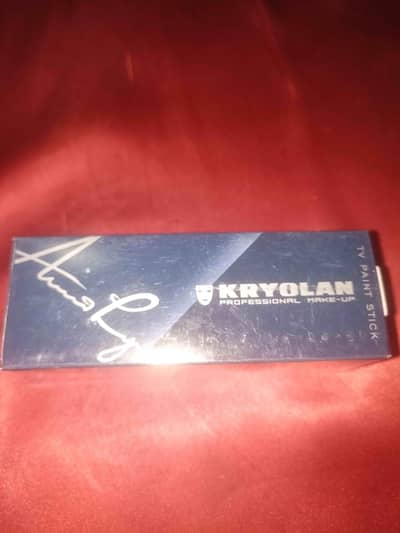 KRYOLAN
PROFESSIONAL MAKE-UP
TV PAINT STICK